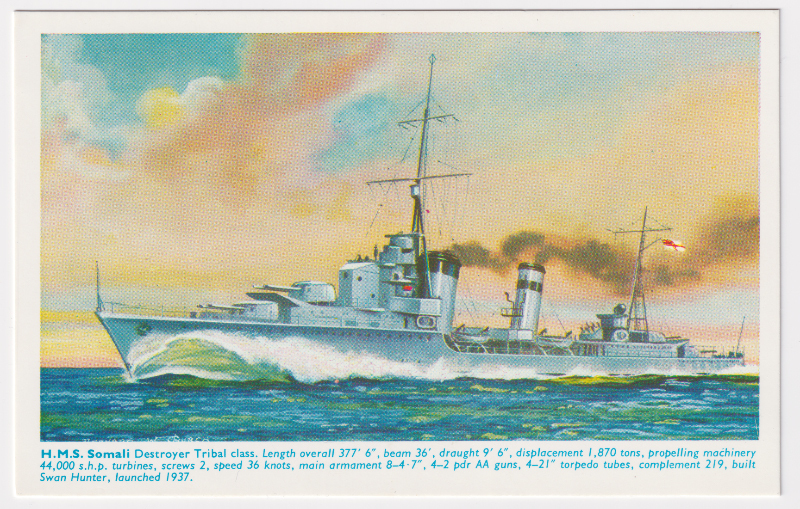 H.M.S. Somali Destroyer Tribal class. Length overall 377' 6", beam 36', draught 9' 6", displacement 1,870 tons, propelling machinery
44,000 s.h.p. turbines, screws 2, speed 36 knots, main armament 8-4·7", 4-2 pdr AA guns, 4-21" torpedo tubes, complement 219, built
Swan Hunter, launched 1937.